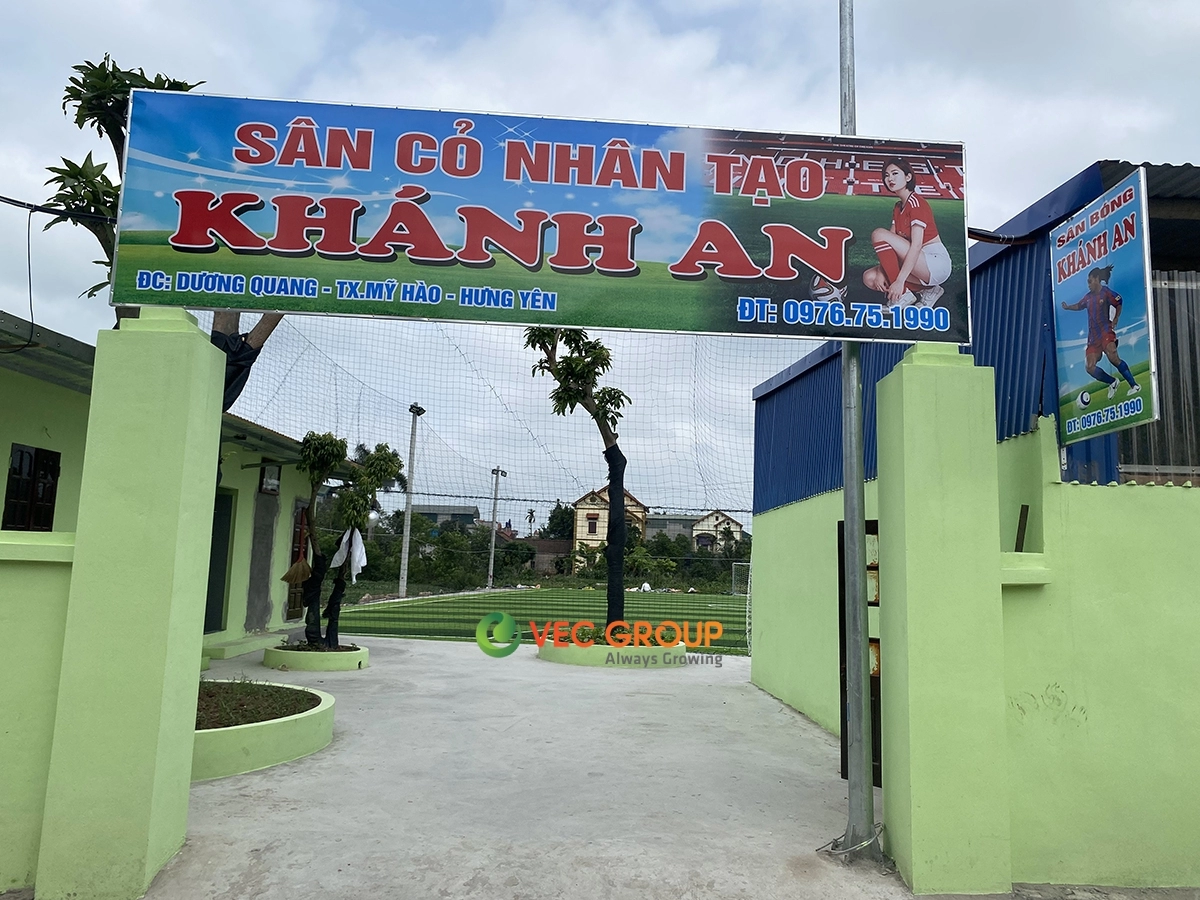 SÂN CỎ NHÂN TẠO
KHÁNH AN
ĐC: DƯƠNG QUANG - TX.MỸ HÀO - HƯNG YÊN
ĐT: 0976.75.1990
SÂN BÓNG
KHÁNH AN
ĐT: 0976.75.1990
VEC GROUP
Always Growing